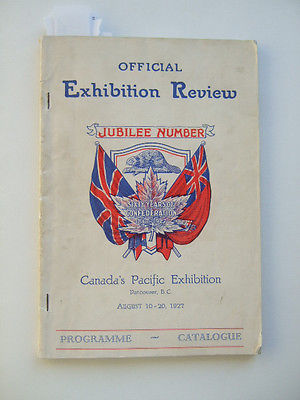 OFFICIAL
Exhibition Review
JUBILEE NUMBER
SIXTY YEARS OF
CONFEDERATION
Canada's Pacific Exhibition
Vancouver, B.C.
AUGUST 10-20, 1927
PROGRAMME — CATALOGUE